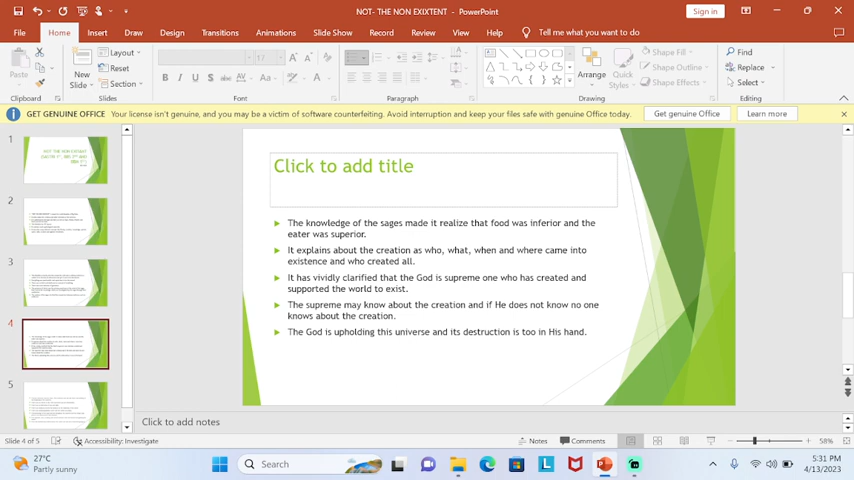 NOT- THE NON EXIXTENT - PowerPoint
Sign in
File Home Insert Draw Design Transitions Animations Slide Show Record Review View Help Tell me what you want to do
Paste
Clipboard
New
Slide
Layout
Reset
Section
Slides
17
B I U S abc AV Aa A
Font
Paragraph
Arrange
Quick
Styles
Shape Fill
Shape Outline
Shape Effects
Drawing
Find
Replace
Select
Editing
GET GENUINE OFFICE Your license isn't genuine, and you may be a victim of software counterfeiting. Avoid interruption and keep your files safe with genuine Office today. Get genuine Office Learn more
1
2
3
4
5
Click to add title
The knowledge of the sages made it realize that food was inferior and the
eater was superior.
It explains about the creation as who, what, when and where came into
existence and who created all.
It has vividly clarified that the God is supreme one who has created and
supported the world to exist.
The supreme may know about the creation and if He does not know no one
knows about the creation.
The God is upholding this universe and its destruction is too in His hand.
Click to add notes
Slide 4 of 5 Accessibility: Investigate Notes Comments 58%
27°C
Partly sunny
Search
5:31 PM
4/13/2023